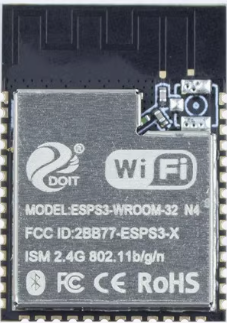 ®
DOIT
WiFi
MODEL:ESPS3-WROOM-32 N4
FCC ID:2BB77-ESPS3-X
ISM 2.4G 802.11b/g/n
FC CE RoHS